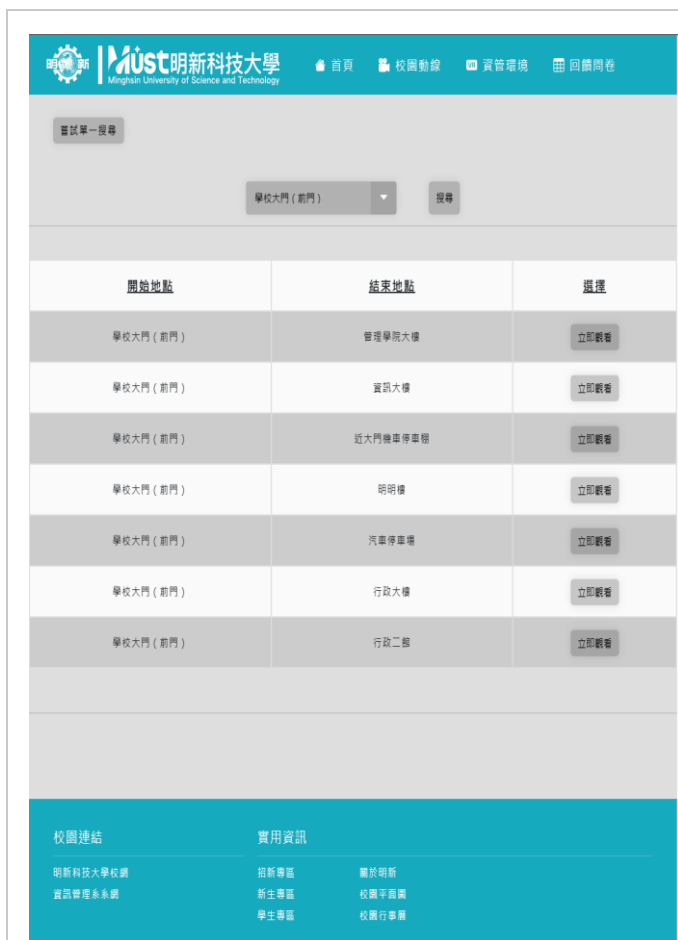 明 新 MUST明新科技大學
Minghsin University of Science and Technology
首頁 校園動線 VR 資管環境 回饋問卷
嘗試單一搜尋
學校大門(前門) 搜尋
開始地點 結束地點 選擇
學校大門(前門) 管理學院大樓 立即觀看
學校大門(前門) 資訊大樓 立即觀看
學校大門(前門) 近大門機車停車棚 立即觀看
學校大門(前門) 明明樓 立即觀看
學校大門(前門) 汽車停車場 立即觀看
學校大門(前門) 行政大樓 立即觀看
學校大門(前門) 行政二館 立即觀看
校園連結 實用資訊
明新科技大學校網 招新專區 關於明新
資訊管理系系網 新生專區 校園平面圖
學生專區 校園行事曆